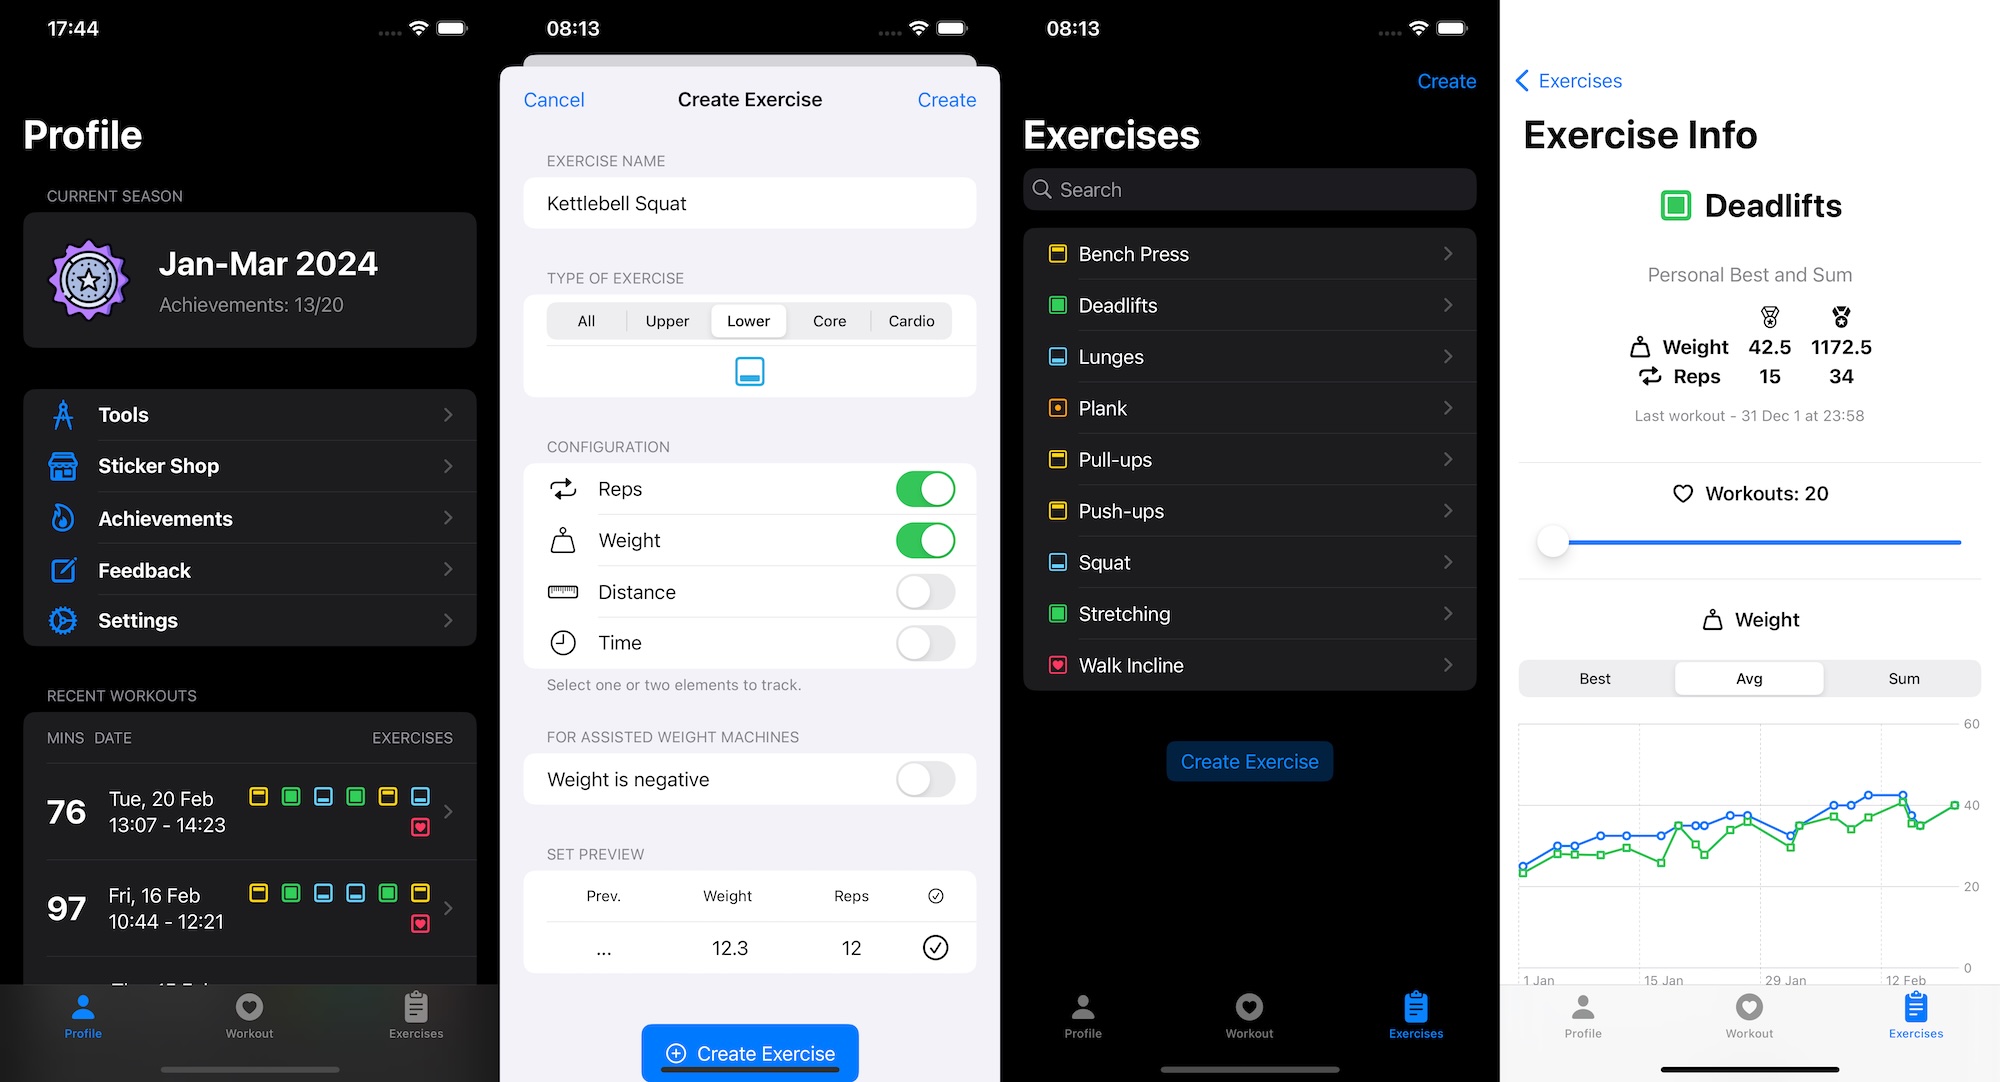 17:44
Profile
CURRENT SEASON
Jan-Mar 2024
Achievements: 13/20
Tools
Sticker Shop
Achievements
Feedback
Settings
RECENT WORKOUTS
MINS DATE EXERCISES
76 Tue, 20 Feb
13:07 - 14:23
97 Fri, 16 Feb
10:44 - 12:21
Profile Workout Exercises
08:13
Cancel Create Exercise Create
EXERCISE NAME
Kettlebell Squat
TYPE OF EXERCISE
All Upper Lower Core Cardio
CONFIGURATION
Reps
Weight
Distance
Time
Select one or two elements to track.
FOR ASSISTED WEIGHT MACHINES
Weight is negative
SET PREVIEW
Prev. Weight Reps
... 12.3 12
Create Exercise
08:13
Create
Exercises
Search
Bench Press
Deadlifts
Lunges
Plank
Pull-ups
Push-ups
Squat
Stretching
Walk Incline
Create Exercise
Profile Workout Exercises
Exercises
Exercise Info
Deadlifts
Personal Best and Sum
Weight 42.5 1172.5
Reps 15 34
Last workout - 31 Dec 1 at 23:58
Workouts: 20
Weight
Best Avg Sum
60
40
20
0
1 Jan 15 Jan 29 Jan 12 Feb
Profile Workout Exercises